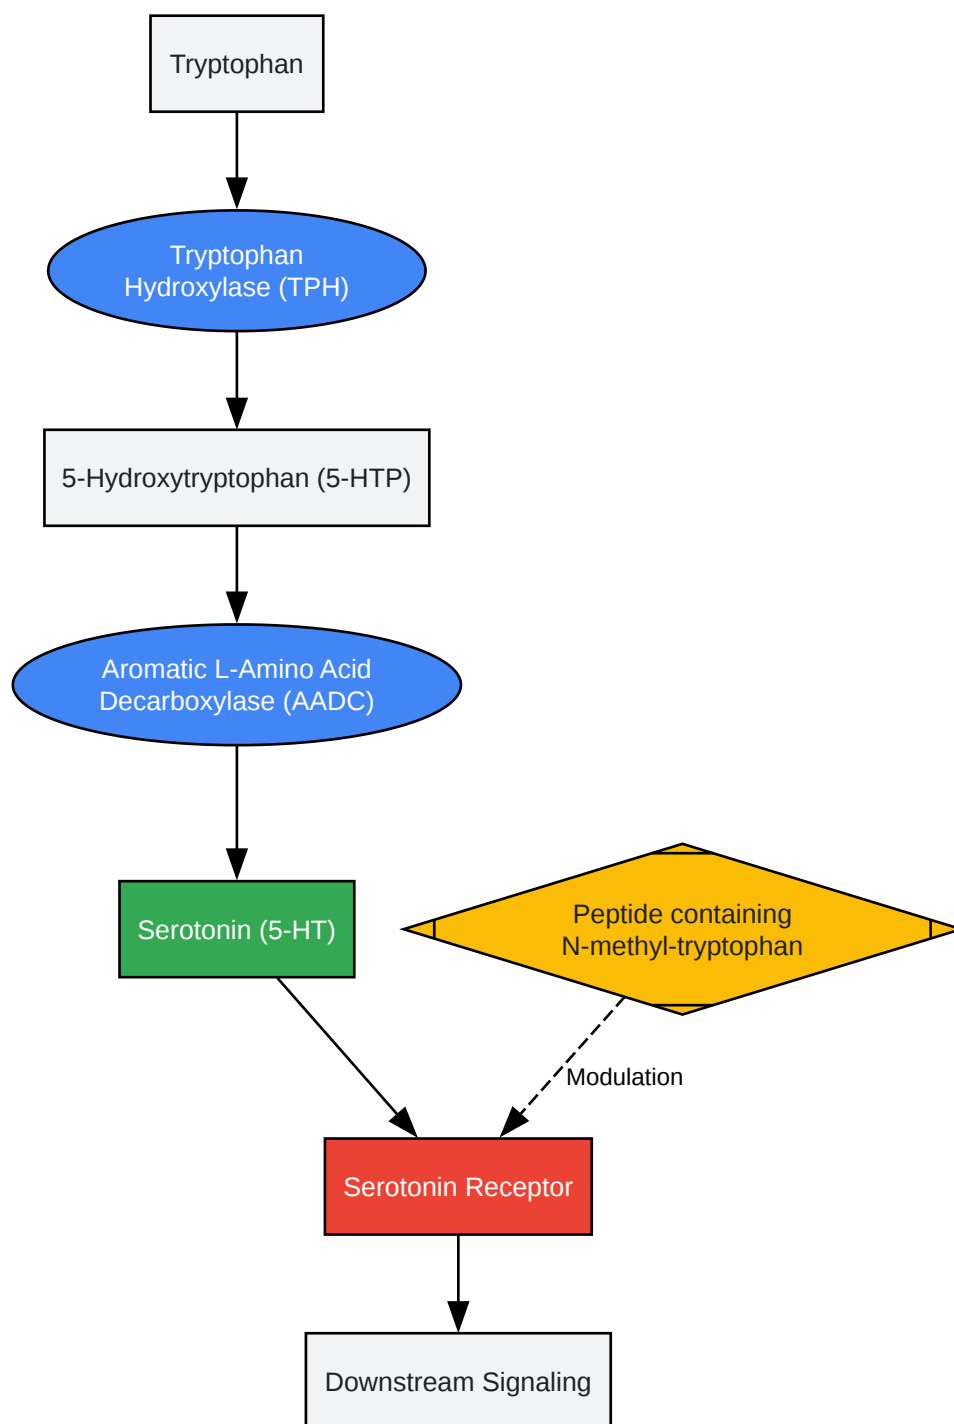 Tryptophan
Tryptophan
Hydroxylase (TPH)
5-Hydroxytryptophan (5-HTP)
Aromatic L-Amino Acid
Decarboxylase (AADC)
Serotonin (5-HT)
Peptide containing
N-methyl-tryptophan
Modulation
Serotonin Receptor
Downstream Signaling